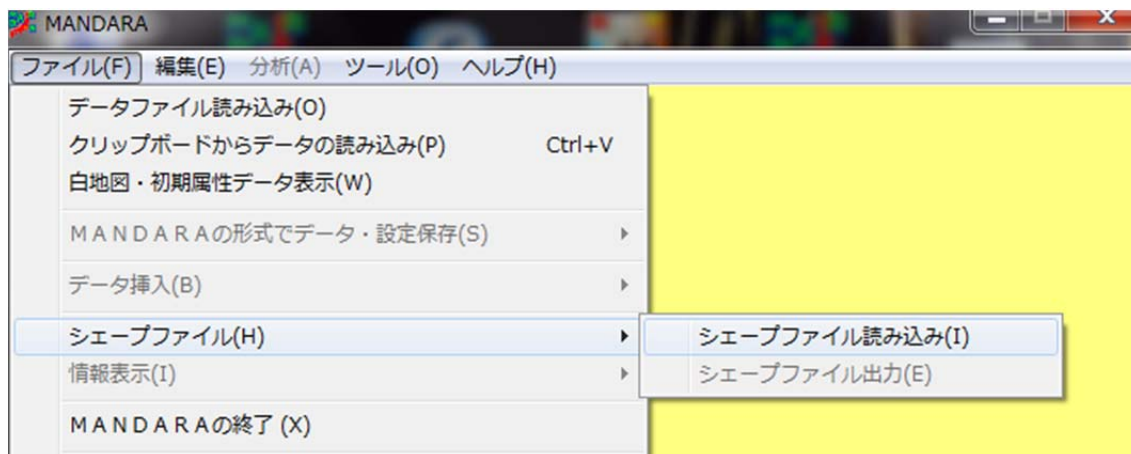 MANDARA
ファイル(F) 編集(E) 分析(A) ツール(O) ヘルプ(H)
データファイル読み込み(O)
クリップボードからデータの読み込み(P) Ctrl+V
白地図・初期属性データ表示(W)
ＭＡＮＤＡＲＡの形式でデータ・設定保存(S)
データ挿入(B)
シェープファイル(H)
シェープファイル読み込み(I)
情報表示(I)
シェープファイル出力(E)
ＭＡＮＤＡＲＡの終了 (X)